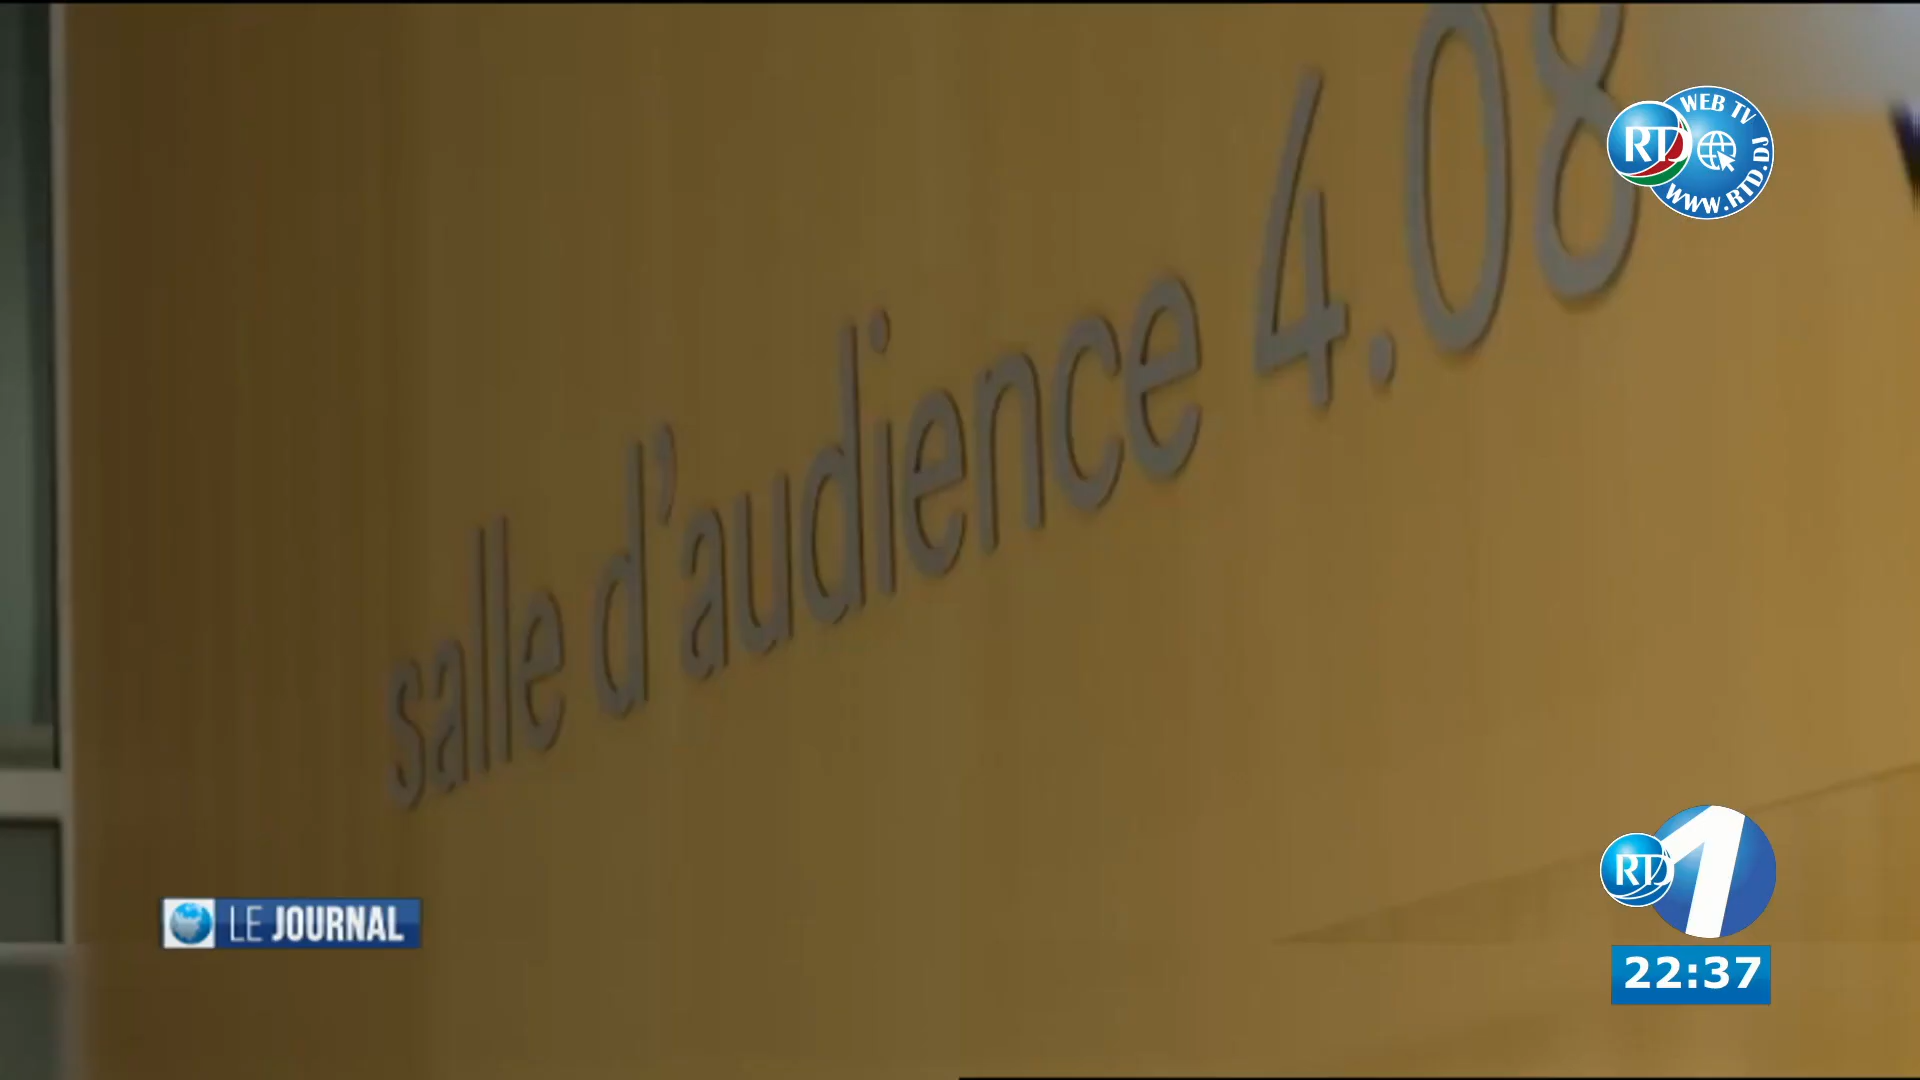 salle d'audience 4.08
WEB TV
RTD
WWW.RTD.DJ
LE JOURNAL
RTD 1
22:37